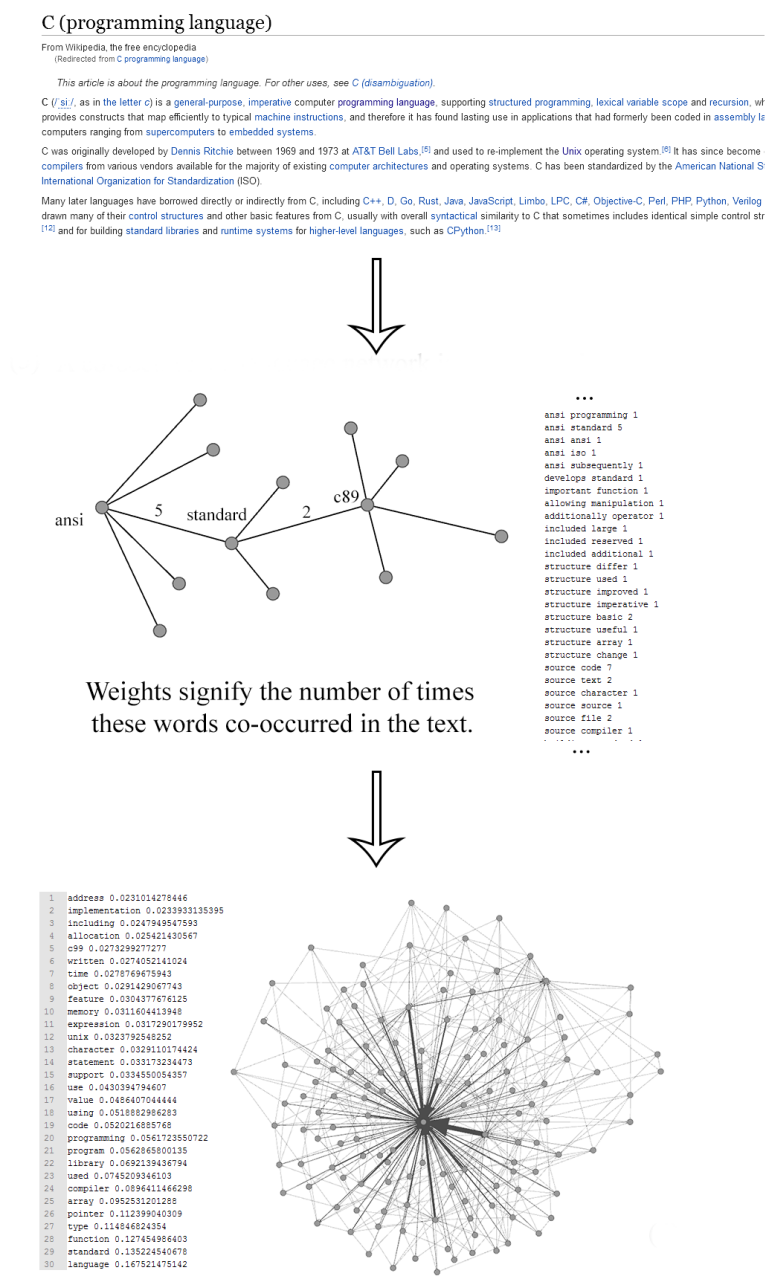 C (programming language)
From Wikipedia, the free encyclopedia
(Redirected from C programming language)
This article is about the programming language. For other uses, see C (disambiguation).
C (/ˈsiː/, as in the letter c) is a general-purpose, imperative computer programming language, supporting structured programming, lexical variable scope and recursion, wh
provides constructs that map efficiently to typical machine instructions, and therefore it has found lasting use in applications that had formerly been coded in assembly la
computers ranging from supercomputers to embedded systems.
C was originally developed by Dennis Ritchie between 1969 and 1973 at AT&T Bell Labs,[5] and used to re-implement the Unix operating system.[6] It has since become
compilers from various vendors available for the majority of existing computer architectures and operating systems. C has been standardized by the American National S
International Organization for Standardization (ISO).
Many later languages have borrowed directly or indirectly from C, including C++, D, Go, Rust, Java, JavaScript, Limbo, LPC, C#, Objective-C, Perl, PHP, Python, Verilog
drawn many of their control structures and other basic features from C, usually with overall syntactical similarity to C that sometimes includes identical simple control str
[12] and for building standard libraries and runtime systems for higher-level languages, such as CPython.[13]
ansi
5
standard
2
c89
...
ansi programming 1
ansi standard 5
ansi ansi 1
ansi iso 1
ansi subsequently 1
develops standard 1
important function 1
allowing manipulation 1
additionally operator 1
included large 1
included reserved 1
included additional 1
structure differ 1
structure used 1
structure improved 1
structure imperative 1
structure basic 2
structure useful 1
structure array 1
structure change 1
source code 7
source text 2
source character 1
source source 1
source file 2
source compiler 1
...
Weights signify the number of times
these words co-occurred in the text.
1 address 0.0231014278446
2 implementation 0.0233933135395
3 including 0.0247949547593
4 allocation 0.025421430567
5 c99 0.0273299277277
6 written 0.0274052141024
7 time 0.0278769675943
8 object 0.0291429067743
9 feature 0.0304377676125
10 memory 0.0311604413948
11 expression 0.0317290179952
12 unix 0.0323792548252
13 character 0.0329110174424
14 statement 0.033173234473
15 support 0.0334550054357
16 use 0.0430394794607
17 value 0.0486407044444
18 using 0.0518882986283
19 code 0.0520216885768
20 programming 0.0561723550722
21 program 0.0562865800135
22 library 0.0692139436794
23 used 0.0745209346103
24 compiler 0.0896411466298
25 array 0.0952531201288
26 pointer 0.112399040309
27 type 0.114846824354
28 function 0.127454986403
29 standard 0.135224540678
30 language 0.167521475142